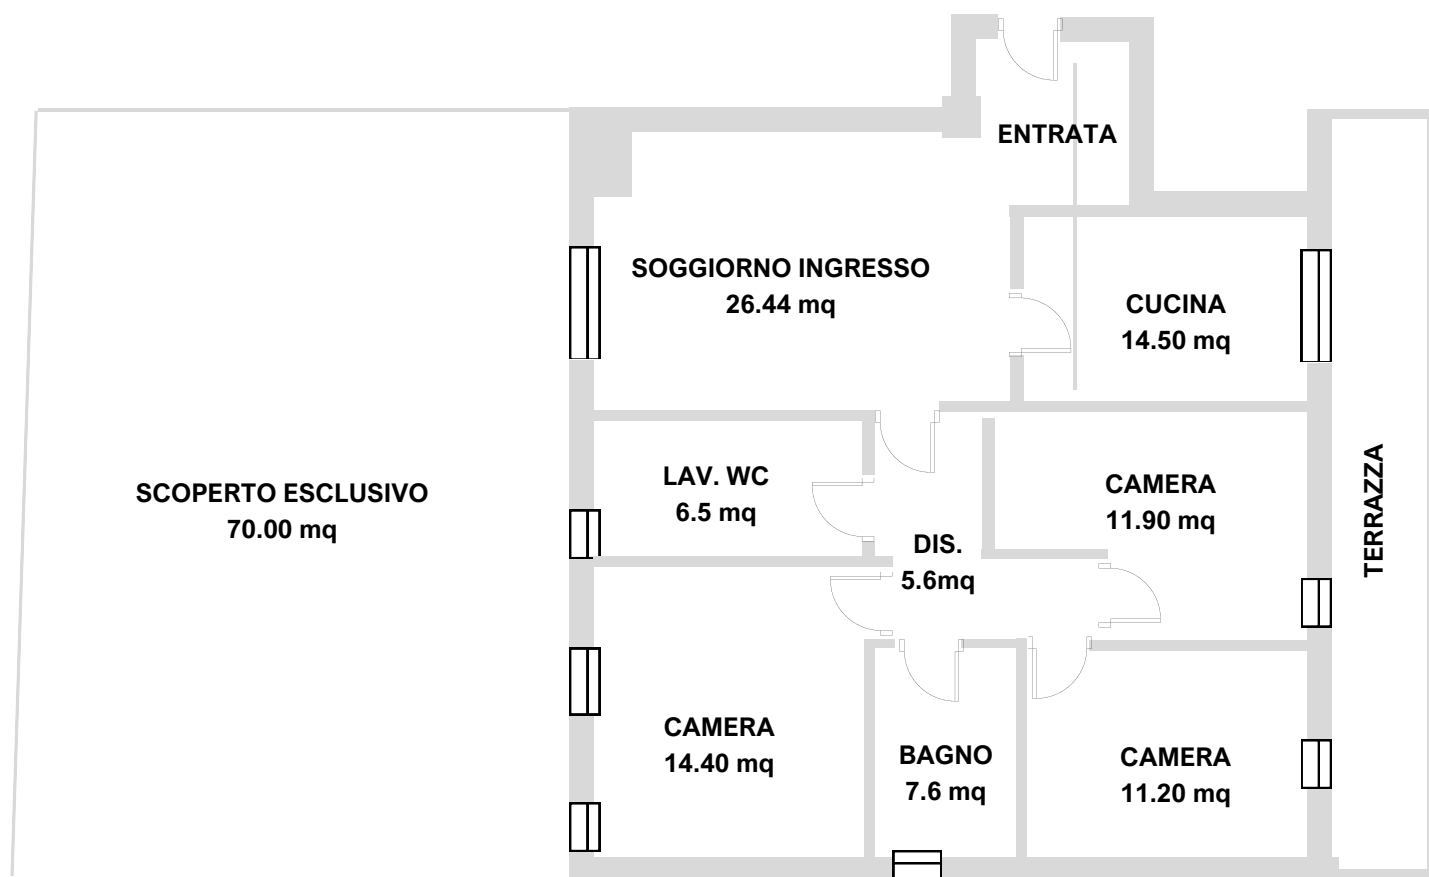 ENTRATA
SOGGIORNO INGRESSO
26.44 mq
CUCINA
14.50 mq
SCOPERTO ESCLUSIVO
70.00 mq
LAV. WC
6.5 mq
DIS.
5.6mq
CAMERA
11.90 mq
TERRAZZA
CAMERA
14.40 mq
BAGNO
7.6 mq
CAMERA
11.20 mq